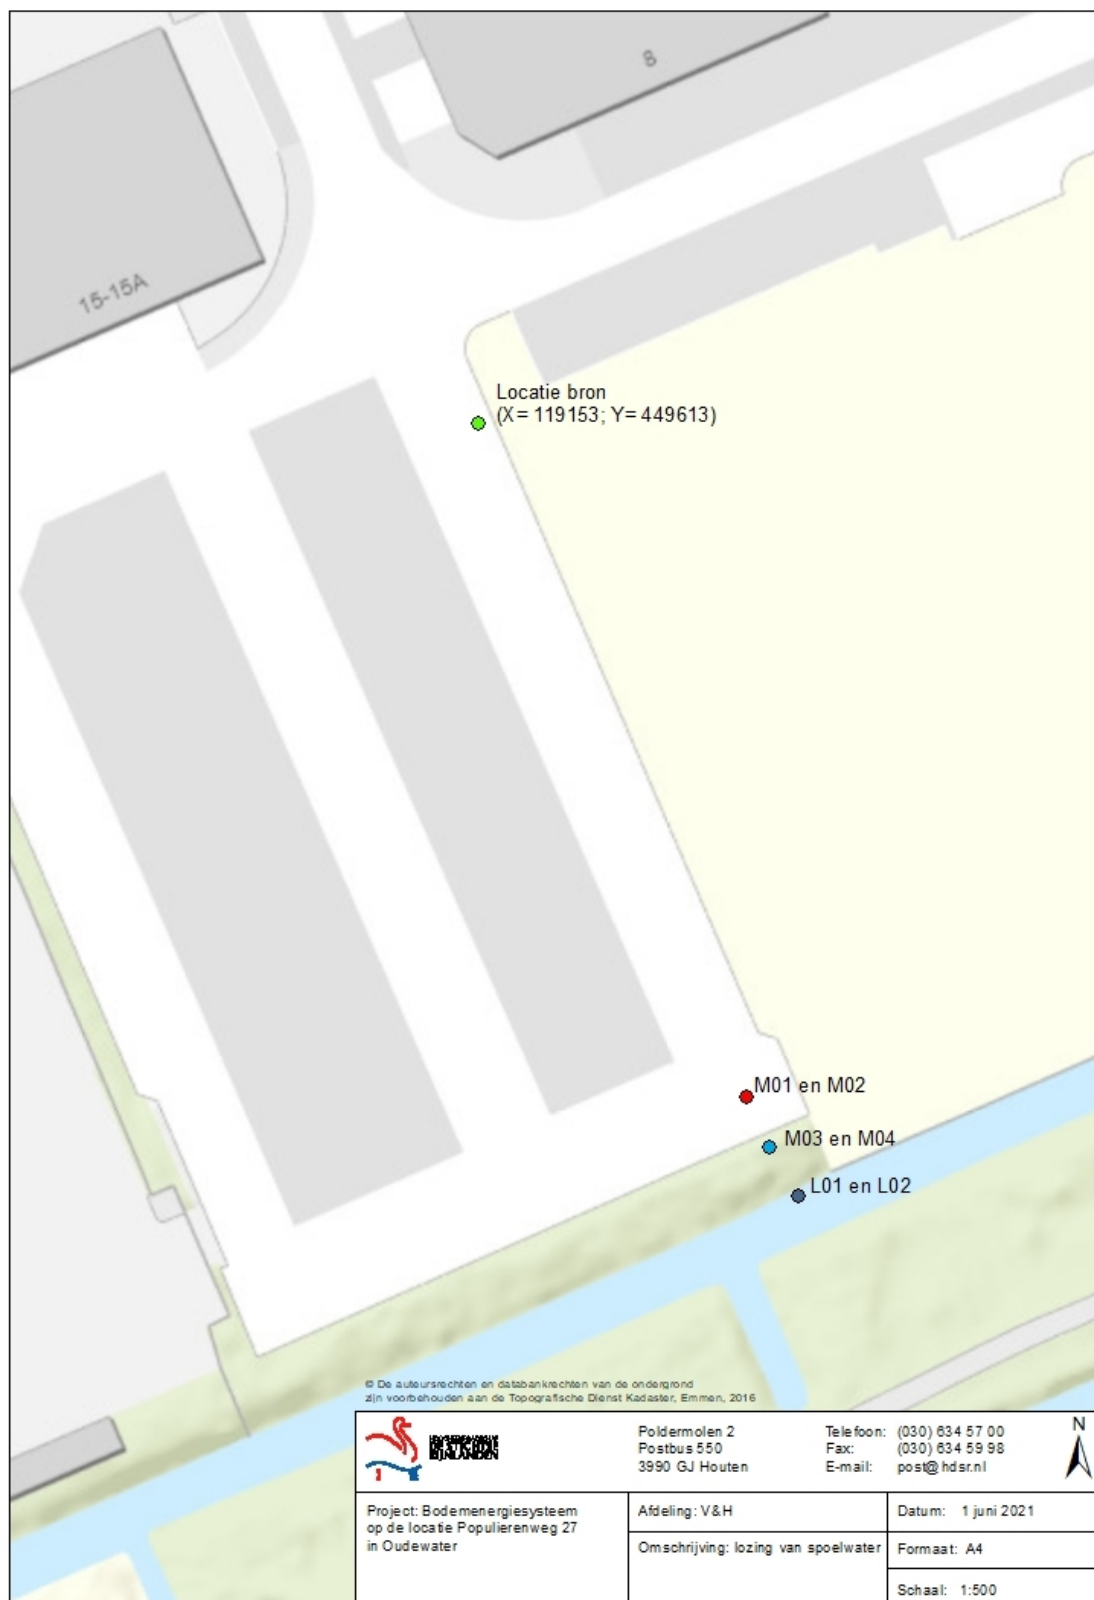 8
15-15A
Locatie bron
(X= 119153; Y= 449613)
M01 en M02
M03 en M04
L01 en L02
© De auteursrechten en databankrechten van de ondergrond
zijn voorbehouden aan de Topografische Dienst Kadaster, Emmen, 2016
Poldermolen 2
Postbus 550
3990 GJ Houten
Telefoon: (030) 634 57 00
Fax: (030) 634 59 98
E-mail: post@hdsr.nl
N
Project: Bodemenergiesysteem
op de locatie Populierenweg 27
in Oudewater
Afdeling: V&H
Omschrijving: lozing van spoelwater
Datum: 1 juni 2021
Formaat: A4
Schaal: 1:500